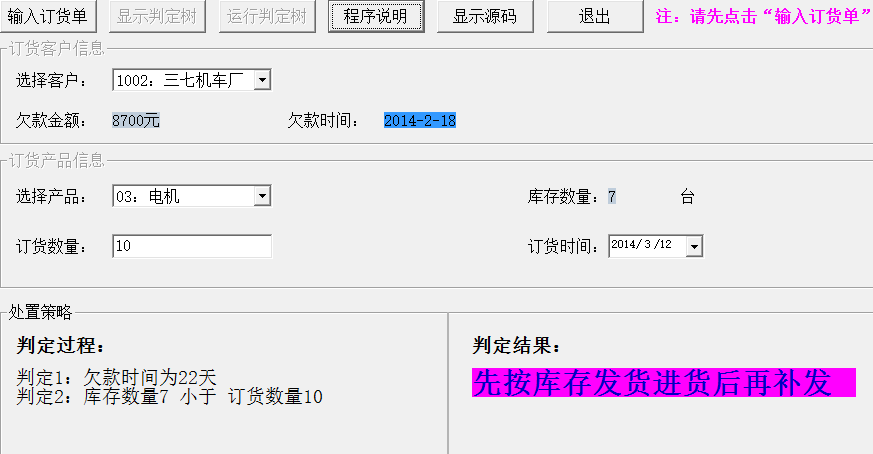 输入订货单 显示判定树 运行判定树 程序说明 显示源码 退出 注：请先点击“输入订货单”
订货客户信息
选择客户： 1002：三七机车厂
欠款金额： 8700元 欠款时间： 2014-2-18
订货产品信息
选择产品： 03：电机 库存数量：7 台
订货数量： 10 订货时间：2014/3/12
处置策略
判定过程： 判定结果：
判定1：欠款时间为22天 先按库存发货进货后再补发
判定2：库存数量7 小于 订货数量10